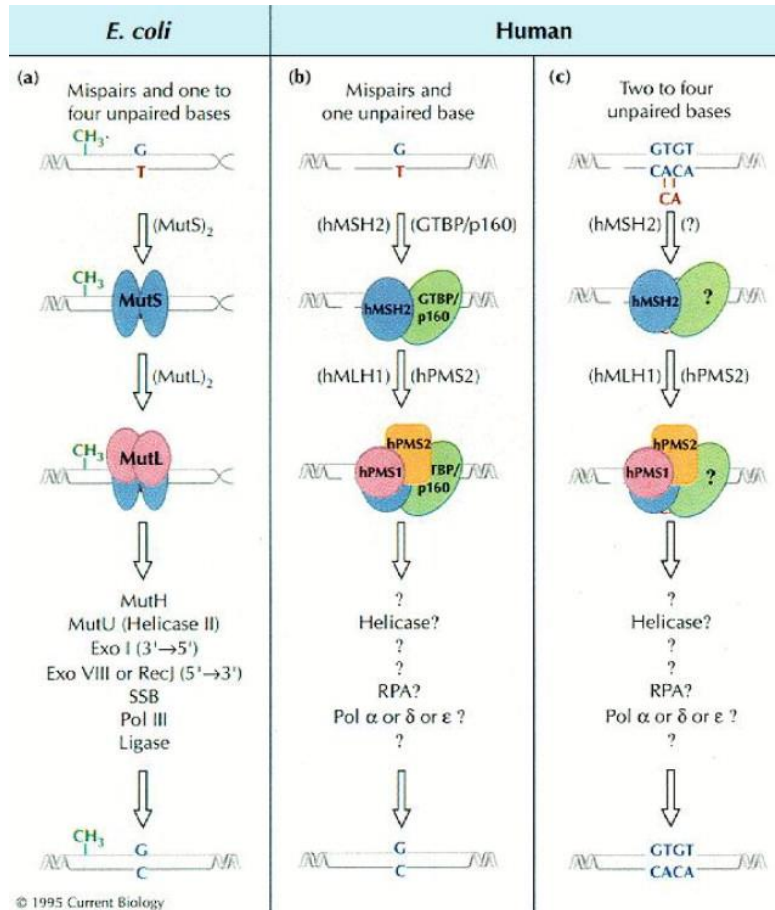 E. coli
Human
(a)
Mispairs and one to
four unpaired bases
CH3
G
T
(MutS)2
CH3
MutS
(MutL)2
CH3
MutL
MutH
MutU (Helicase II)
Exo I (3'→5')
Exo VIII or RecJ (5'→3')
SSB
Pol III
Ligase
CH3
G
C
(b)
Mispairs and
one unpaired base
G
T
(hMSH2) (GTBP/p160)
hMSH2
GTBP/
p160
(hMLH1) (hPMS2)
hPMS2
hPMS1
TBP/
p160
?
Helicase?
?
?
RPA?
Pol α or δ or ε ?
?
G
C
(c)
Two to four
unpaired bases
GTGT
CACA
CA
(hMSH2) (?)
hMSH2
?
(hMLH1) (hPMS2)
hPMS2
hPMS1
?
?
Helicase?
?
?
RPA?
Pol α or δ or ε ?
?
GTGT
CACA
© 1995 Current Biology